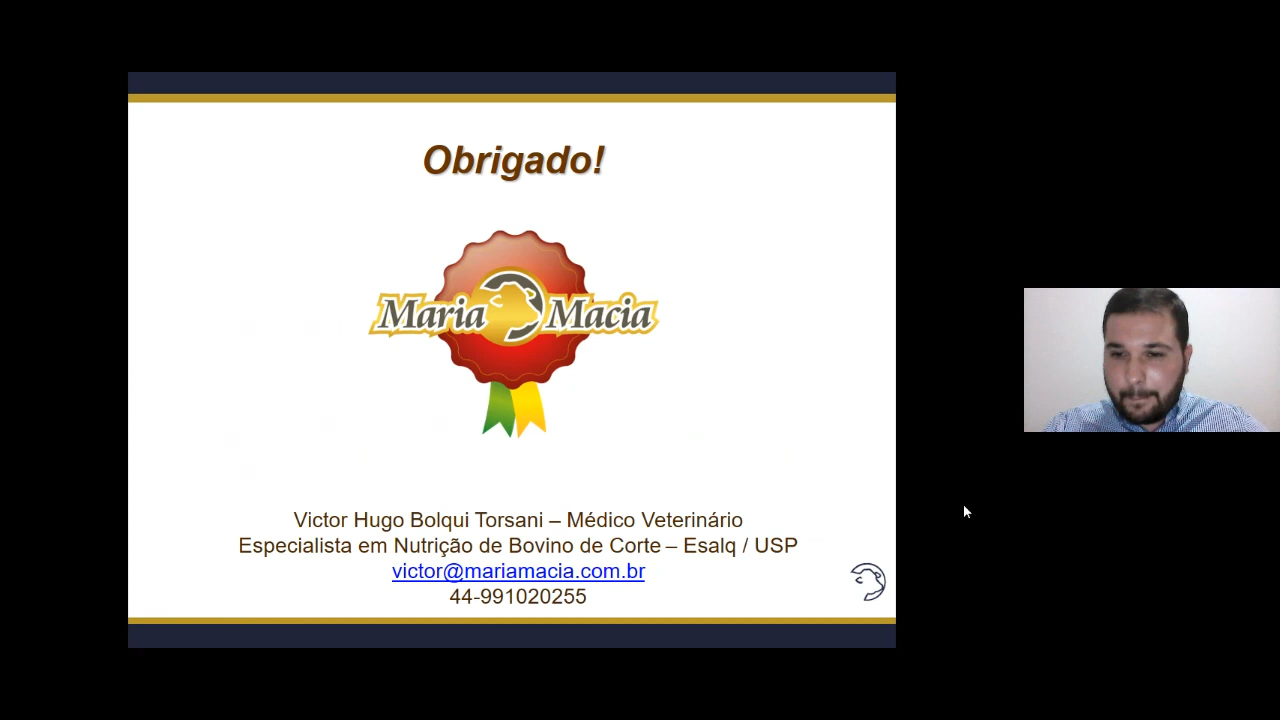 Obrigado!
Maria Macia
Victor Hugo Bolqui Torsani – Médico Veterinário
Especialista em Nutrição de Bovino de Corte – Esalq / USP
victor@mariamacia.com.br
44-991020255